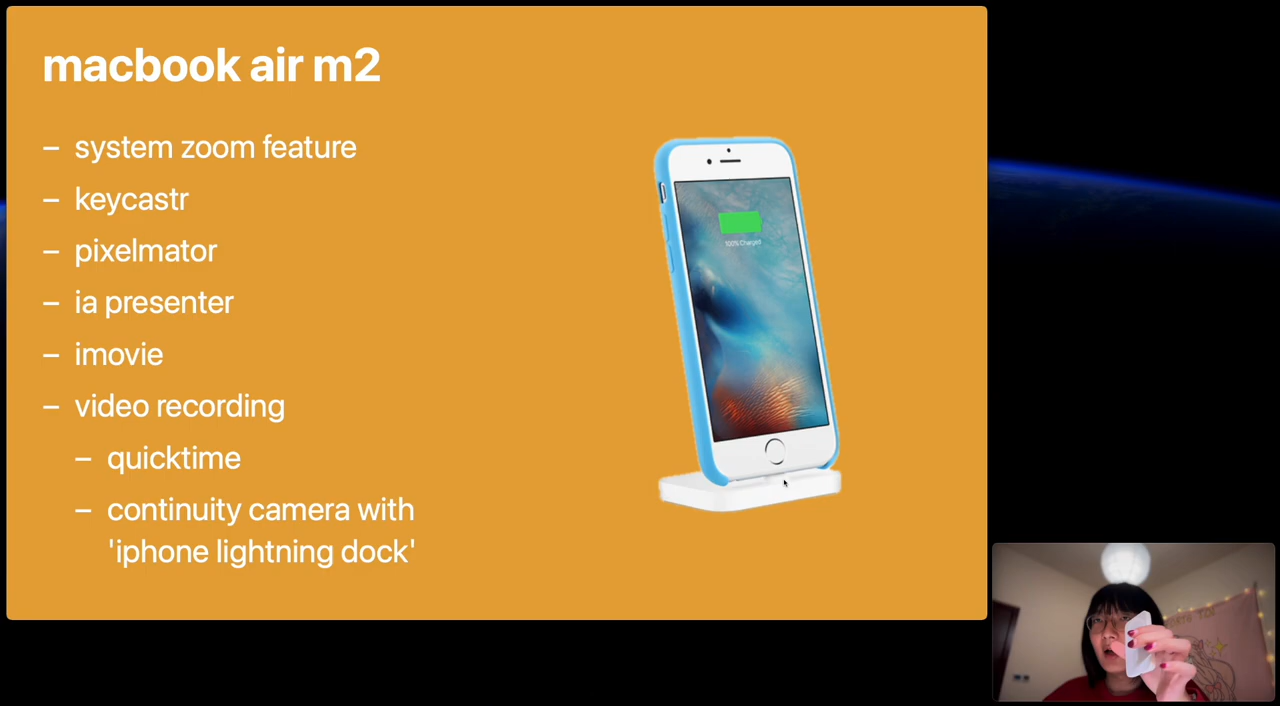 macbook air m2
– system zoom feature
– keycastr
– pixelmator
– ia presenter
– imovie
– video recording
– quicktime
– continuity camera with
'iphone lightning dock'
100% Charged